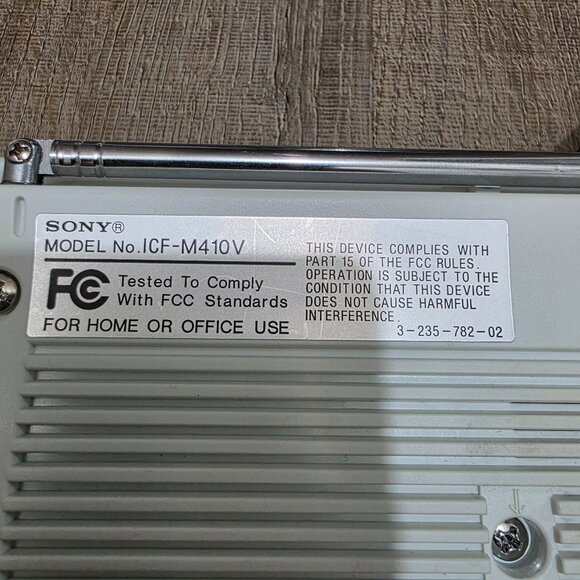 SONY®
MODEL No. ICF-M410V
FC Tested To Comply
With FCC Standards
FOR HOME OR OFFICE USE
THIS DEVICE COMPLIES WITH
PART 15 OF THE FCC RULES.
OPERATION IS SUBJECT TO THE
CONDITION THAT THIS DEVICE
DOES NOT CAUSE HARMFUL
INTERFERENCE.
3-235-782-02